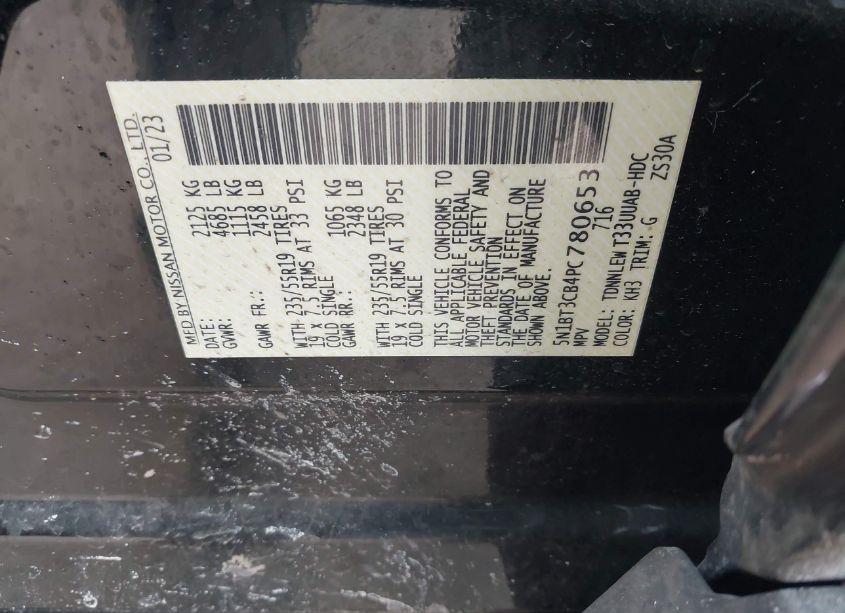 MFD BY NISSAN MOTOR CO., LTD.
DATE: 01/23
GVWR: 2125 KG
4685 LB
GAWR FR.: 1115 KG
2458 LB
WITH 235/55R19 TIRES
19 x 7.5 RIMS AT 33 PSI
COLD SINGLE
GAWR RR.: 1065 KG
2348 LB
WITH 235/55R19 TIRES
19 x 7.5 RIMS AT 30 PSI
COLD SINGLE
THIS VEHICLE CONFORMS TO
ALL APPLICABLE FEDERAL
MOTOR VEHICLE SAFETY AND
THEFT PREVENTION
STANDARDS IN EFFECT ON
THE DATE OF MANUFACTURE
SHOWN ABOVE.
5N1BT3CB4PC780653
MPV 716
MODEL: TDNNLEWT33UUAB-HDC
COLOR: KH3 TRIM: G ZS30A